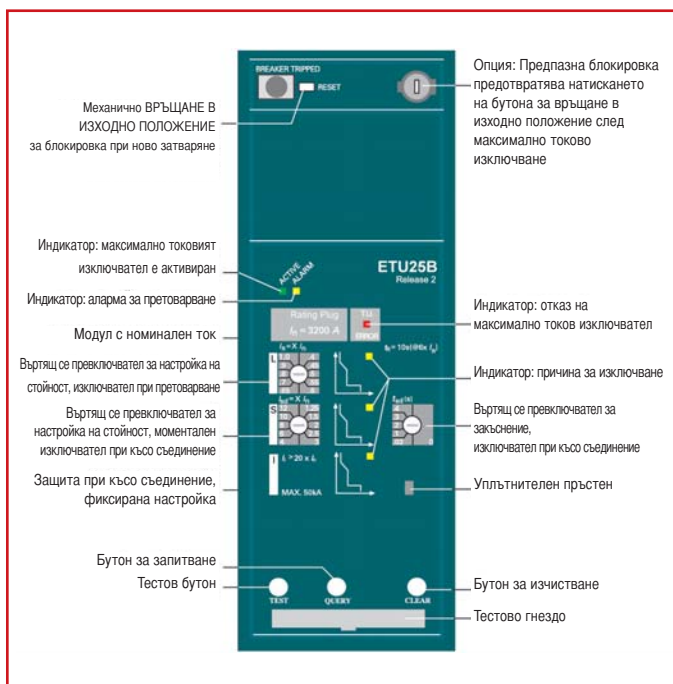 BREAKER TRIPPED
RESET
Опция: Предпазна блокировка
предотвратява натискането
на бутона за връщане в
изходно положение след
максимално токово
изключване
Механично ВРЪЩАНЕ В
ИЗХОДНО ПОЛОЖЕНИЕ
за блокировка при ново затваряне
Индикатор: максимално токовият
изключвател е активиран
Индикатор: аларма за претоварване
Модул с номинален ток
Въртящ се превключвател за настройка на
стойност, изключвател при претоварване
Въртящ се превключвател за
настройка на стойност, моментален
изключвател при късо съединение
Защита при късо съединение,
фиксирана настройка
ACTIVE
ALARM
ETU25B
Release 2
Rating Plug
In = 3200 A
T.U.
ERROR
L
S
I
MAX. 50kA
Индикатор: отказ на
максимално токов изключвател
Индикатор: причина за изключване
Въртящ се превключвател за
закъснение,
изключвател при късо съединение
Уплътнителен пръстен
Бутон за запитване
Тестов бутон
TEST
QUERY
CLEAR
Бутон за изчистване
Тестово гнездо